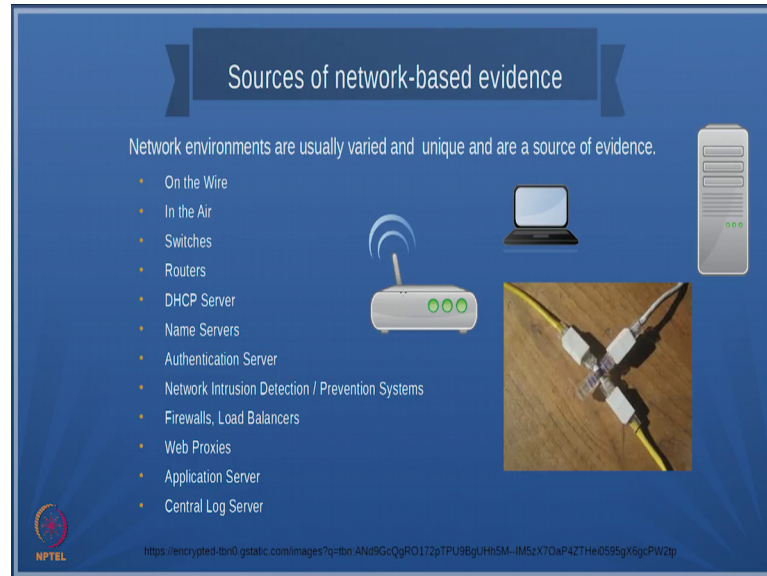 Sources of network-based evidence
Network environments are usually varied and unique and are a source of evidence.
• On the Wire
• In the Air
• Switches
• Routers
• DHCP Server
• Name Servers
• Authentication Server
• Network Intrusion Detection / Prevention Systems
• Firewalls, Load Balancers
• Web Proxies
• Application Server
• Central Log Server
NPTEL